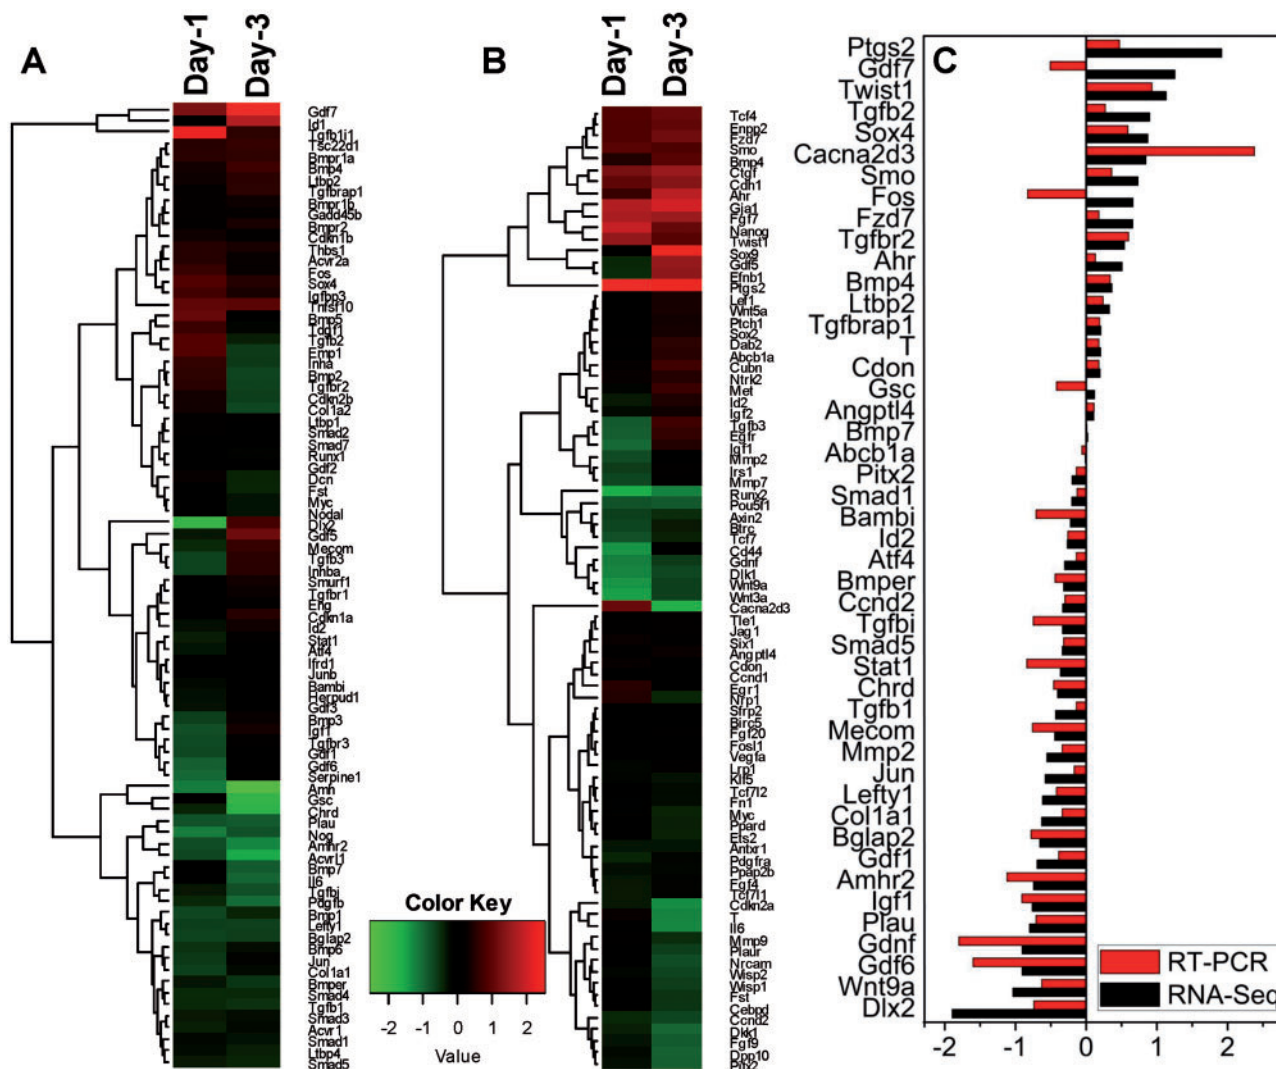 A
Day-1
Day-3
Gdf7
Id1
Tgfb1i1
Tsc22d1
Bmpr1a
Bmp4
Ltbp2
Tgfbrap1
Bmpr1b
Gadd45b
Bmpr2
Cdkn1b
Thbs1
Acvr2a
Fos
Sox4
Igfbp3
Tnfsf10
Bmp5
Tdgf1
Tgfb2
Emp1
Inha
Bmp2
Tgfbr2
Cdkn2b
Col1a2
Ltbp1
Smad2
Smad7
Runx1
Gdf2
Dcn
Fst
Myc
Nodal
Dlx2
Gdf5
Mecom
Tgfb3
Inhba
Smurf1
Tgfbr1
Eng
Cdkn1a
Id2
Stat1
Atf4
Ifrd1
Junb
Bambi
Herpud1
Gdf3
Bmp3
Igf1
Tgfbr3
Gdf1
Gdf6
Serpine1
Amh
Gsc
Chrd
Plau
Nog
Amhr2
Acvrl1
Bmp7
Il6
Tgfbi
Pdgfb
Bmp1
Lefty1
Bglap2
Bmp6
Jun
Col1a1
Bmper
Smad4
Tgfb1
Smad3
Acvr1
Smad1
Ltbp4
Smad5
Color Key
-2 -1 0 1 2
Value
B
Day-1
Day-3
Tcf4
Enpp2
Fzd7
Smo
Bmp4
Ctgf
Cdh1
Ahr
Gja1
Fgf7
Nanog
Twist1
Sox9
Gdf5
Efnb1
Ptgs2
Lef1
Wnt5a
Ptch1
Sox2
Dab2
Abcb1a
Cubn
Ntrk2
Met
Id2
Igf2
Tgfb3
Egfr
Igf1
Mmp2
Irs1
Mmp7
Runx2
Pou5f1
Axin2
Btrc
Tcf7
Cd44
Gdnf
Dlk1
Wnt9a
Wnt3a
Cacna2d3
Tle1
Jag1
Six1
Angptl4
Cdon
Ccnd1
Egr1
Nrp1
Sfrp2
Birc5
Fgf20
Fosl1
Vegfa
Lrp1
Klf5
Tcf7l2
Fn1
Myc
Ppard
Ets2
Antxr1
Pdgfra
Ppap2b
Fgf4
Tcf7l1
Cdkn2a
T
Il6
Mmp9
Plaur
Nrcam
Wisp2
Wisp1
Fst
Cebpd
Ccnd2
Dkk1
Fgf9
Dpp10
Pitx2
C
Ptgs2
Gdf7
Twist1
Tgfb2
Sox4
Cacna2d3
Smo
Fos
Fzd7
Tgfbr2
Ahr
Bmp4
Ltbp2
Tgfbrap1
T
Cdon
Gsc
Angptl4
Bmp7
Abcb1a
Pitx2
Smad1
Bambi
Id2
Atf4
Bmper
Ccnd2
Tgfbi
Smad5
Stat1
Chrd
Tgfb1
Mecom
Mmp2
Jun
Lefty1
Col1a1
Bglap2
Gdf1
Amhr2
Igf1
Plau
Gdnf
Gdf6
Wnt9a
Dlx2
RT-PCR
RNA-Seq
-2 -1 0 1 2